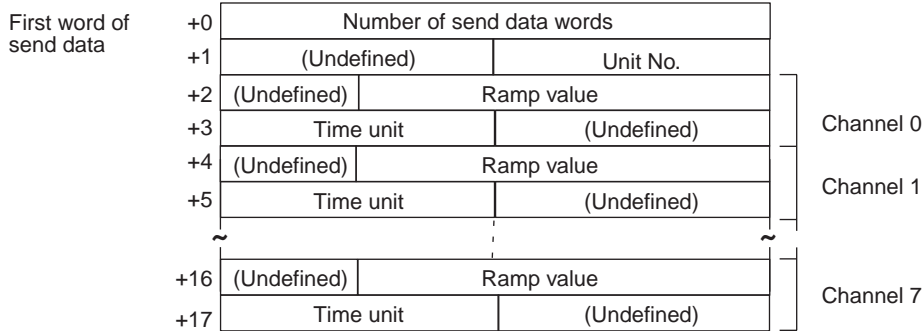 First word of
send data
+0 Number of send data words
+1 (Undefined) Unit No.
+2 (Undefined) Ramp value
+3 Time unit (Undefined)
Channel 0
+4 (Undefined) Ramp value
+5 Time unit (Undefined)
Channel 1
~ ~
+16 (Undefined) Ramp value
+17 Time unit (Undefined)
Channel 7